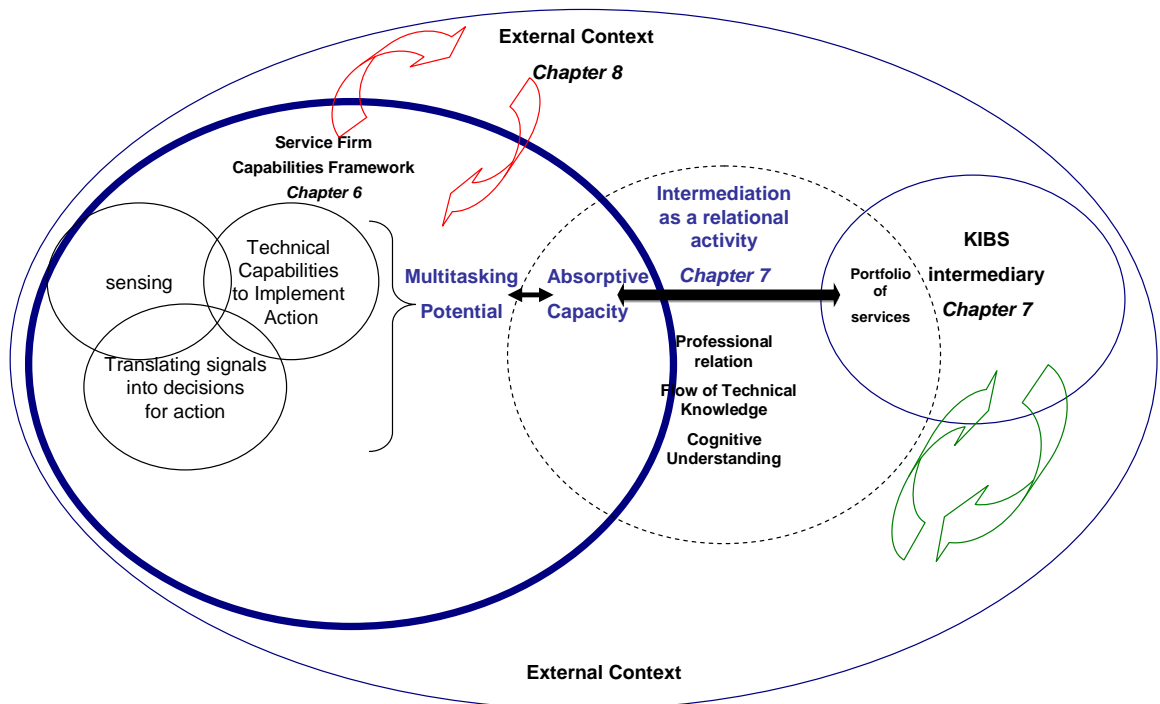 External Context
Chapter 8
Service Firm
Capabilities Framework
Chapter 6
sensing
Technical
Capabilities
to Implement
Action
Translating signals
into decisions
for action
Multitasking
Potential
Absorptive
Capacity
Intermediation
as a relational
activity
Chapter 7
Professional
relation
Flow of Technical
Knowledge
Cognitive
Understanding
Portfolio
of
services
KIBS
intermediary
Chapter 7
External Context